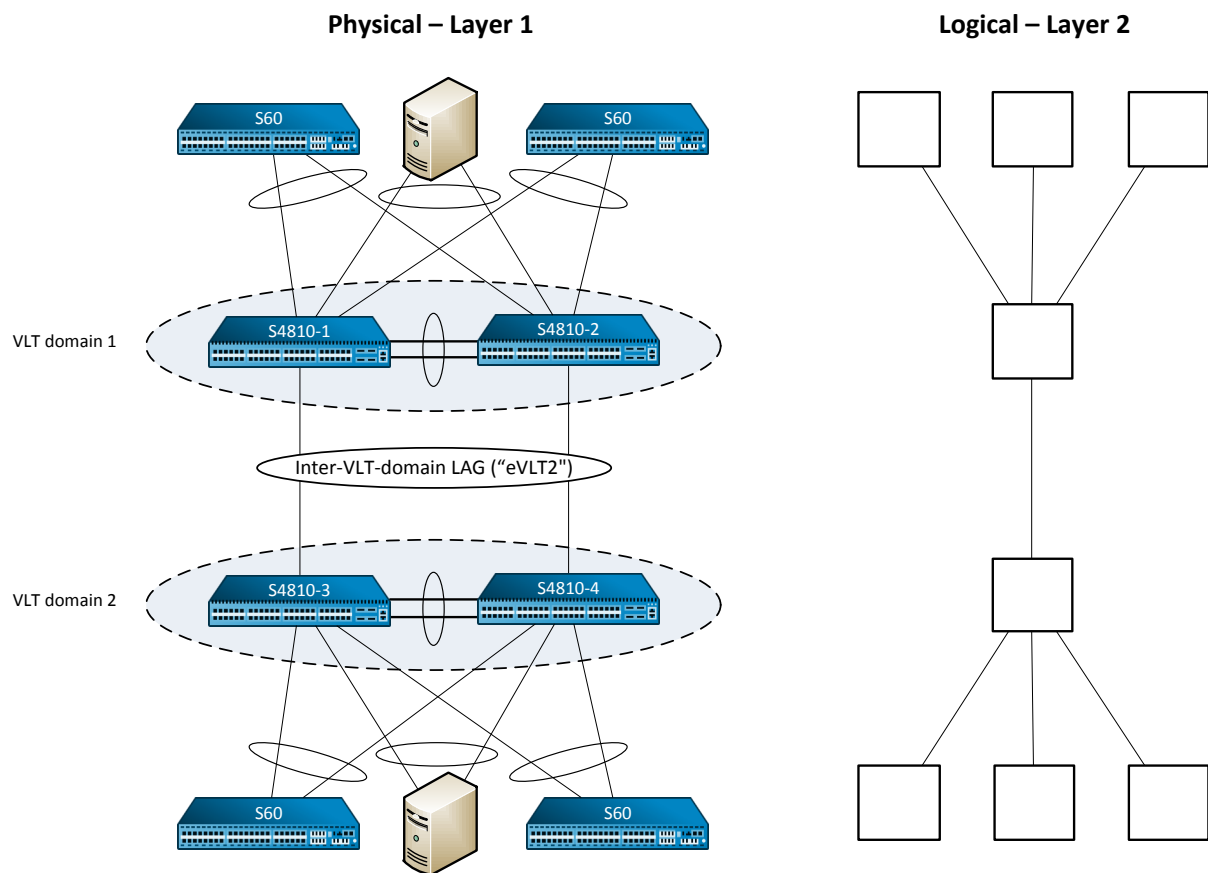 Physical – Layer 1
Logical – Layer 2
S60
S60
VLT domain 1
S4810-1
S4810-2
Inter-VLT-domain LAG (“eVLT2")
VLT domain 2
S4810-3
S4810-4
S60
S60